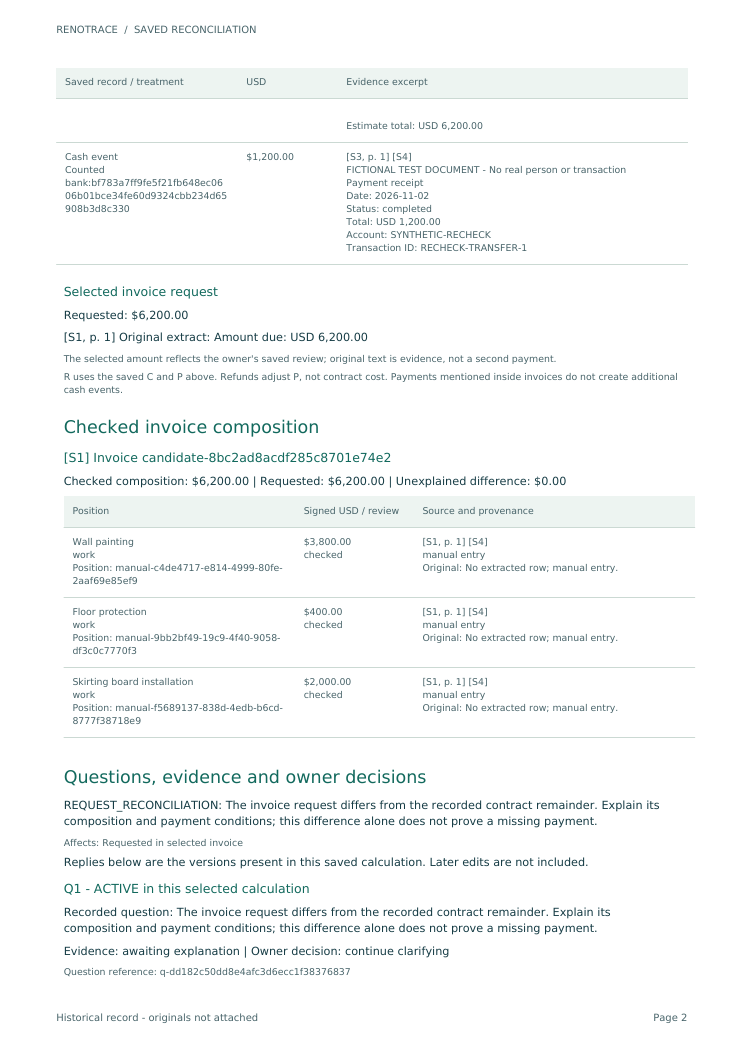 RENOTRACE / SAVED RECONCILIATION
Saved record / treatment USD Evidence excerpt
Estimate total: USD 6,200.00
Cash event $1,200.00 [S3, p. 1] [S4]
Counted FICTIONAL TEST DOCUMENT - No real person or transaction
bank:bf783a7ff9fe5f21fb648ec06 Payment receipt
06b01bce34fe60d9324cbb234d65 Date: 2026-11-02
908b3d8c330 Status: completed
Total: USD 1,200.00
Account: SYNTHETIC-RECHECK
Transaction ID: RECHECK-TRANSFER-1
Selected invoice request
Requested: $6,200.00
[S1, p. 1] Original extract: Amount due: USD 6,200.00
The selected amount reflects the owner's saved review; original text is evidence, not a second payment.
R uses the saved C and P above. Refunds adjust P, not contract cost. Payments mentioned inside invoices do not create additional
cash events.
Checked invoice composition
[S1] Invoice candidate-8bc2ad8acdf285c8701e74e2
Checked composition: $6,200.00 | Requested: $6,200.00 | Unexplained difference: $0.00
Position Signed USD / review Source and provenance
Wall painting $3,800.00 [S1, p. 1] [S4]
work checked manual entry
Position: manual-c4de4717-e814-4999-80fe- Original: No extracted row; manual entry.
2aaf69e85ef9
Floor protection $400.00 [S1, p. 1] [S4]
work checked manual entry
Position: manual-9bb2bf49-19c9-4f40-9058- Original: No extracted row; manual entry.
df3c0c7770f3
Skirting board installation $2,000.00 [S1, p. 1] [S4]
work checked manual entry
Position: manual-f5689137-838d-4edb-b6cd- Original: No extracted row; manual entry.
8777f38718e9
Questions, evidence and owner decisions
REQUEST_RECONCILIATION: The invoice request differs from the recorded contract remainder. Explain its
composition and payment conditions; this difference alone does not prove a missing payment.
Affects: Requested in selected invoice
Replies below are the versions present in this saved calculation. Later edits are not included.
Q1 - ACTIVE in this selected calculation
Recorded question: The invoice request differs from the recorded contract remainder. Explain its
composition and payment conditions; this difference alone does not prove a missing payment.
Evidence: awaiting explanation | Owner decision: continue clarifying
Question reference: q-dd182c50dd8e4afc3d6ecc1f38376837
Historical record - originals not attached Page 2